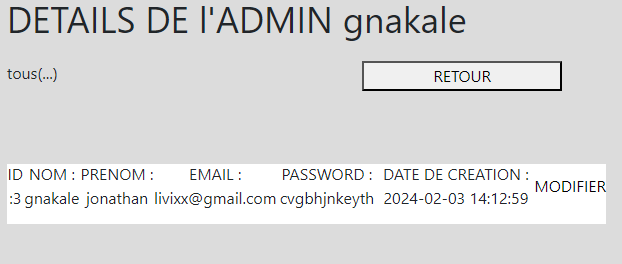 DETAILS DE l'ADMIN gnakale
tous(...)
RETOUR
ID NOM : PRENOM : EMAIL : PASSWORD : DATE DE CREATION :
:3 gnakale jonathan livixx@gmail.com cvgbhjnkeyth 2024-02-03 14:12:59
MODIFIER